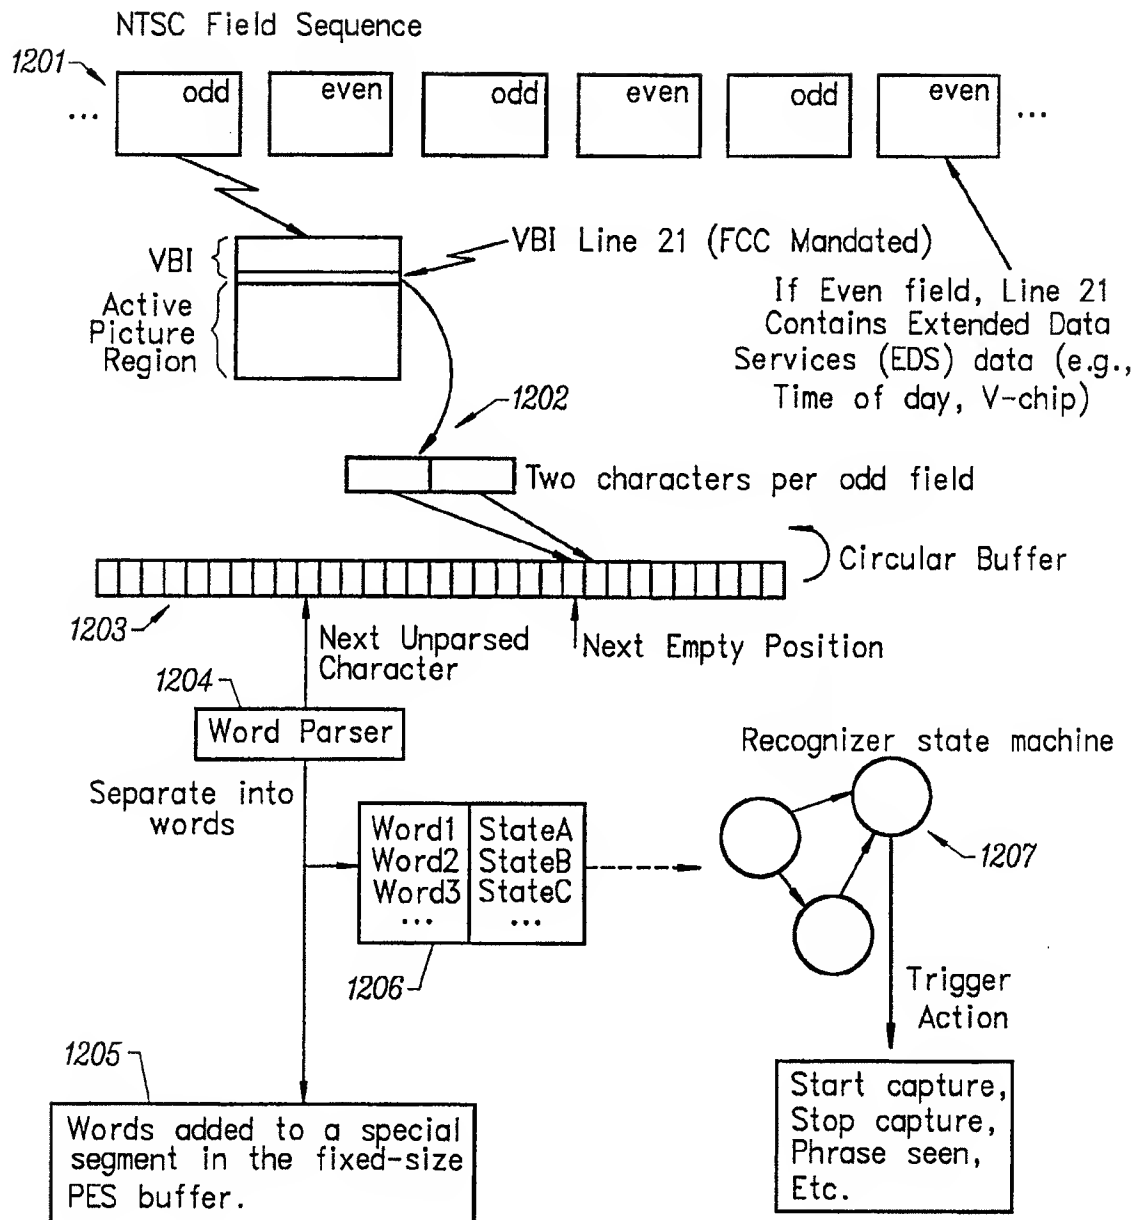 NTSC Field Sequence
1201
... odd even odd even odd even ...
VBI
VBI Line 21 (FCC Mandated)
Active
Picture
Region
If Even field, Line 21
Contains Extended Data
Services (EDS) data (e.g.,
Time of day, V-chip)
1202
Two characters per odd field
Circular Buffer
1203
Next Unparsed
Character
Next Empty Position
1204
Word Parser
Separate into
words
Word1 StateA
Word2 StateB
Word3 StateC
... ...
1206
Recognizer state machine
1207
Trigger
Action
1205
Words added to a special
segment in the fixed-size
PES buffer.
Start capture,
Stop capture,
Phrase seen,
Etc.